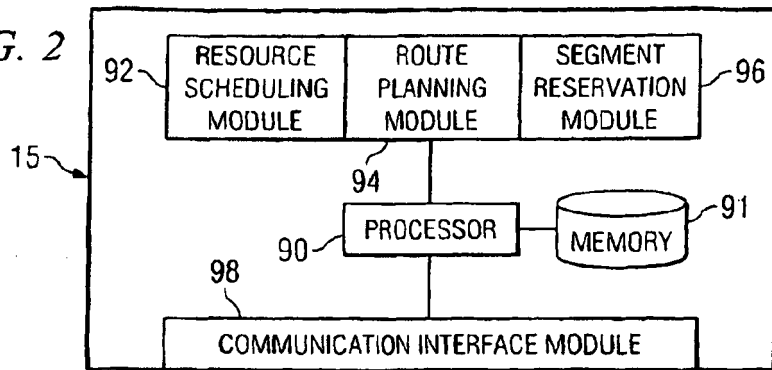 G. 2
92
RESOURCE SCHEDULING MODULE
ROUTE PLANNING MODULE
SEGMENT RESERVATION MODULE
96
15
94
90
PROCESSOR
MEMORY
91
98
COMMUNICATION INTERFACE MODULE